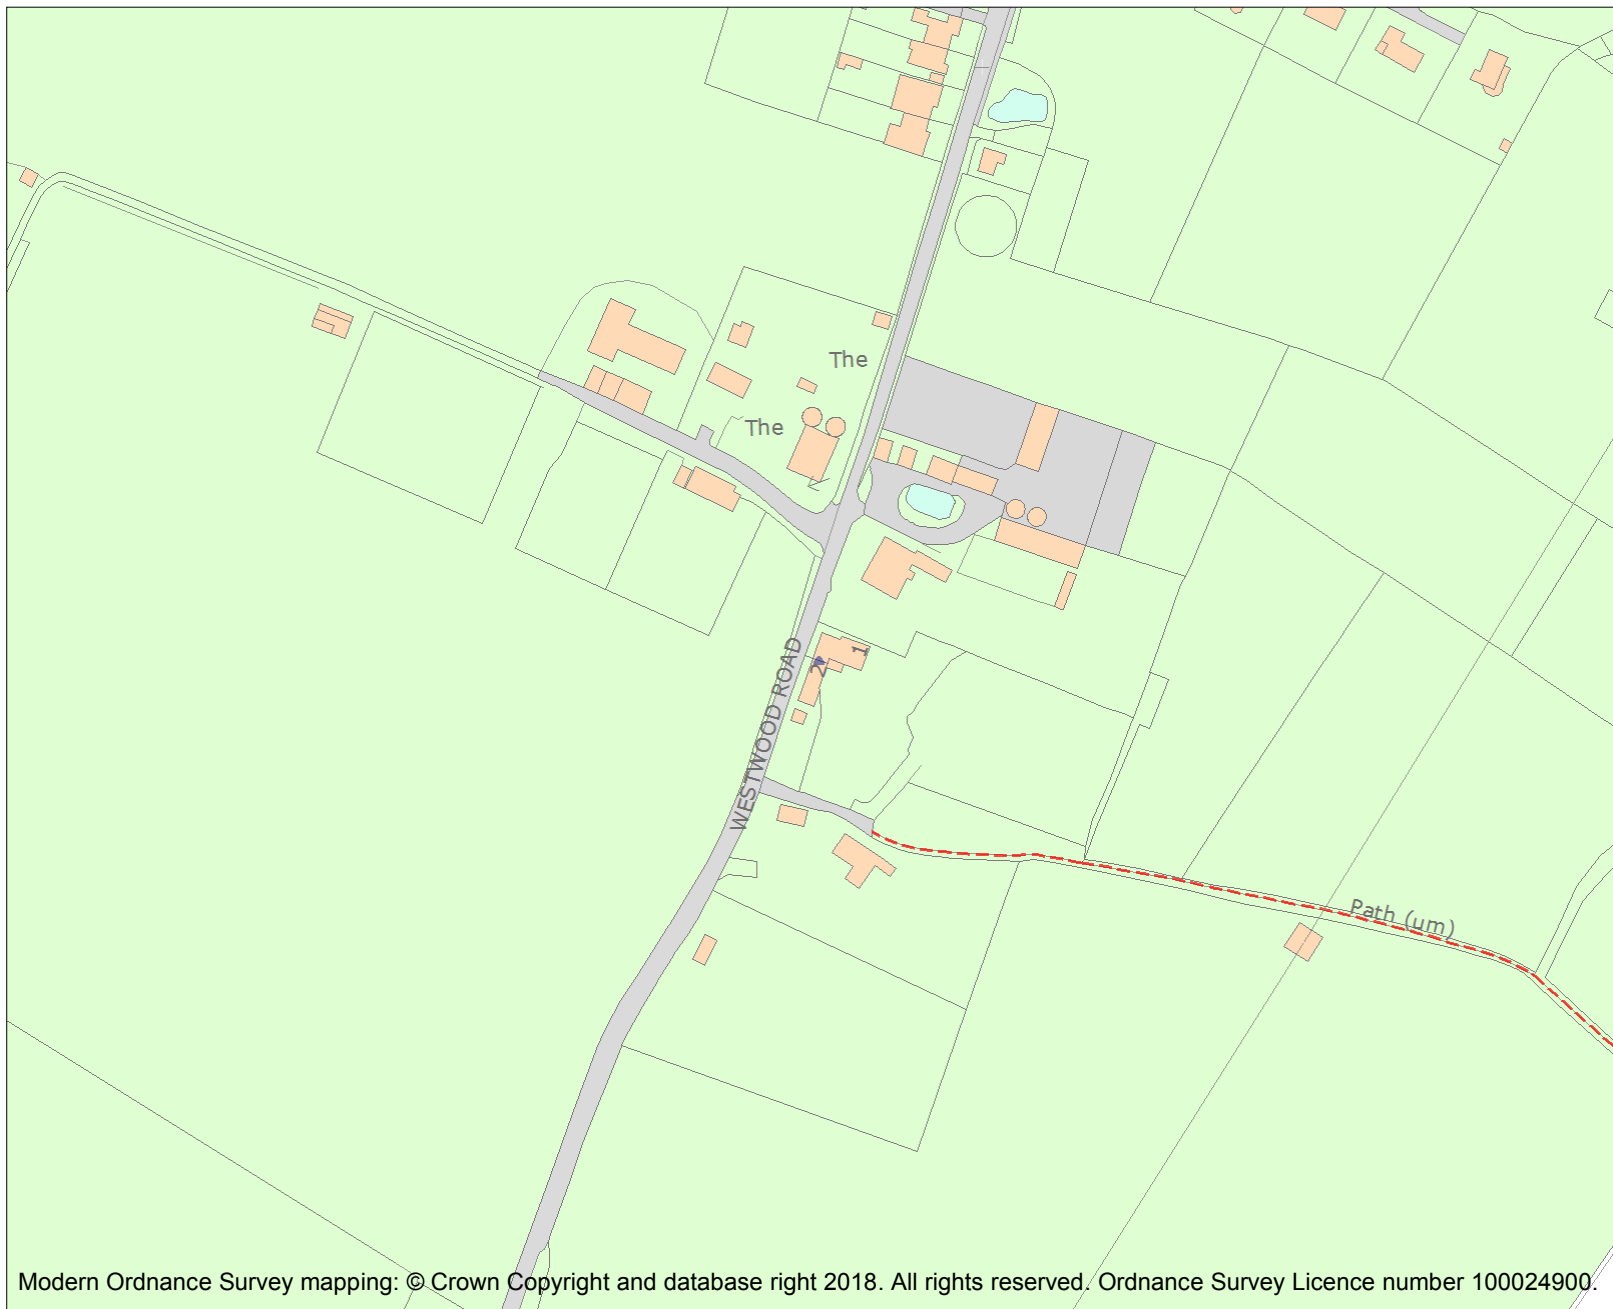 The
The
1
2
WESTWOOD ROAD
Path (um)
Modern Ordnance Survey mapping: © Crown Copyright and database right 2018. All rights reserved. Ordnance Survey Licence number 100024900.